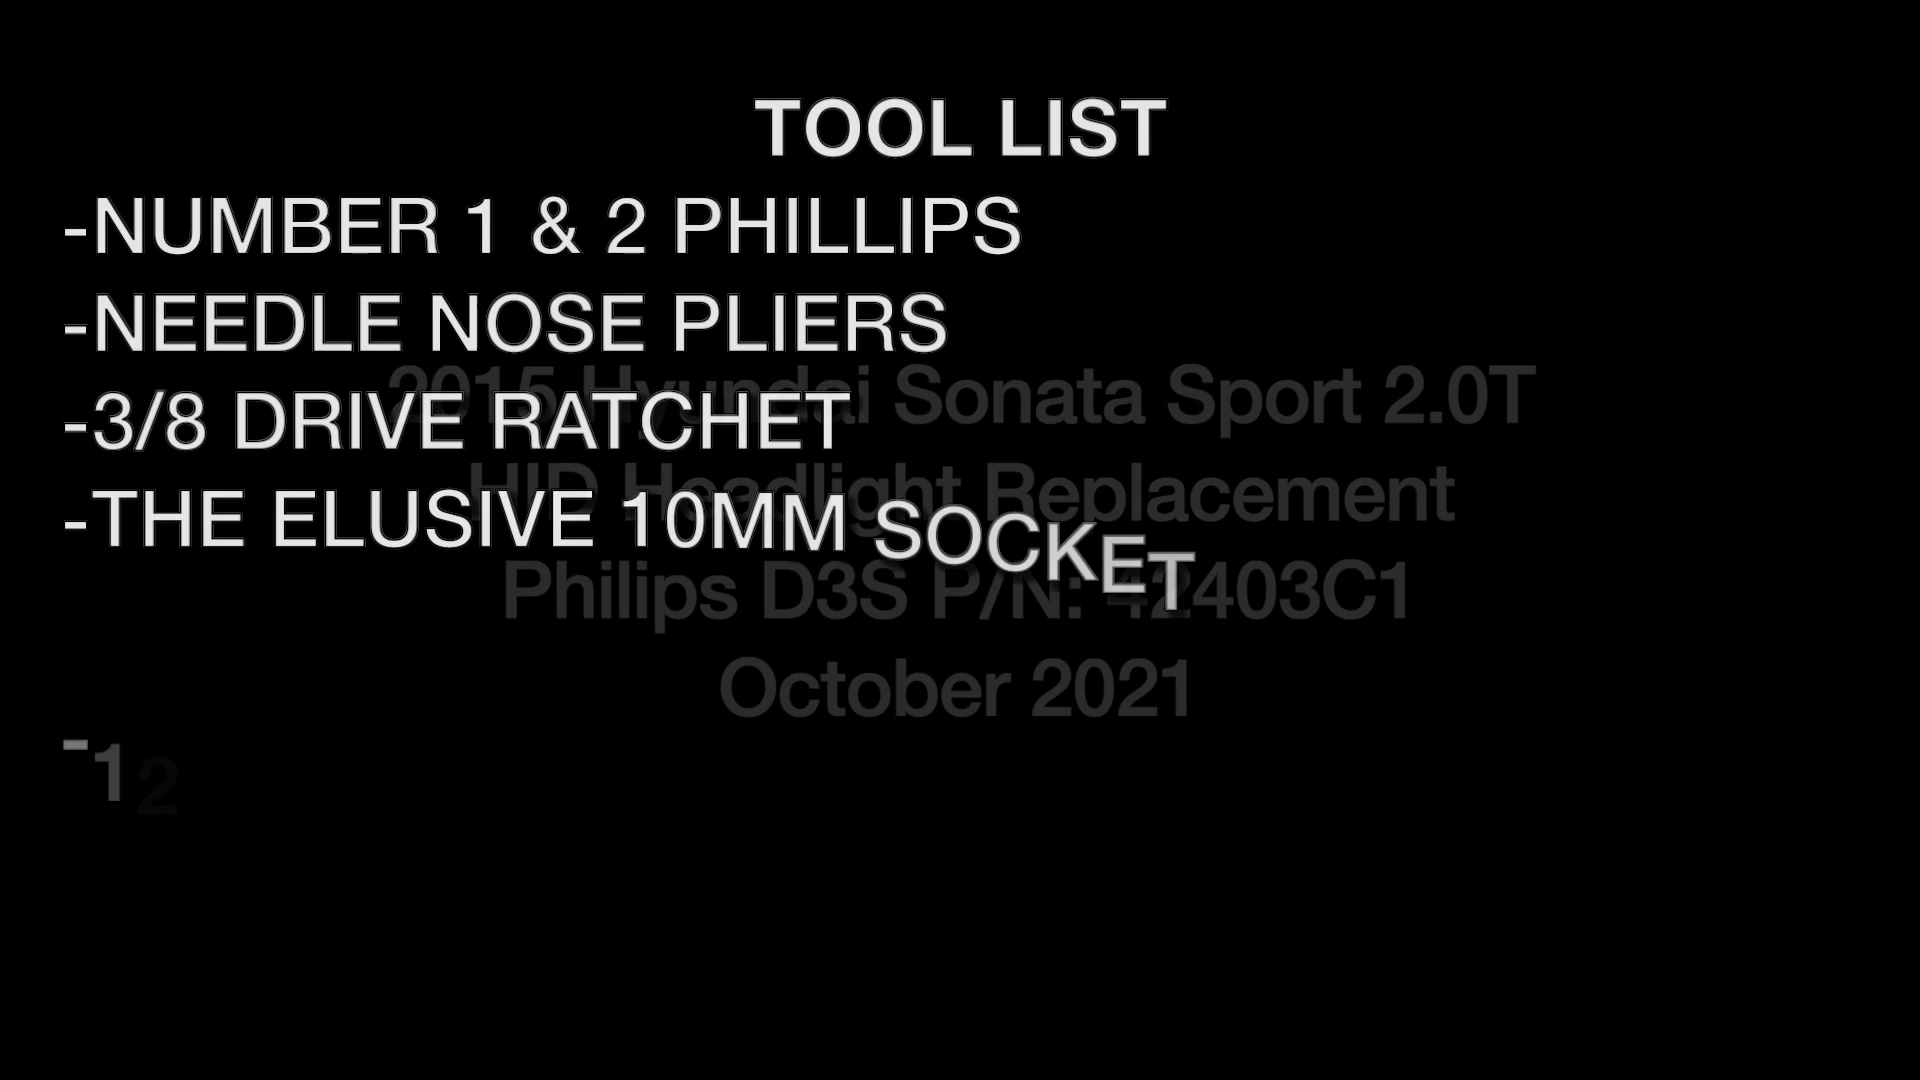 TOOL LIST
-NUMBER 1 & 2 PHILLIPS
-NEEDLE NOSE PLIERS
-3/8 DRIVE RATCHET
-THE ELUSIVE 10MM SOCKET
-12
2015 Hyundai Sonata Sport 2.0T
HID Headlight Replacement
Philips D3S P/N: 42403C1
October 2021